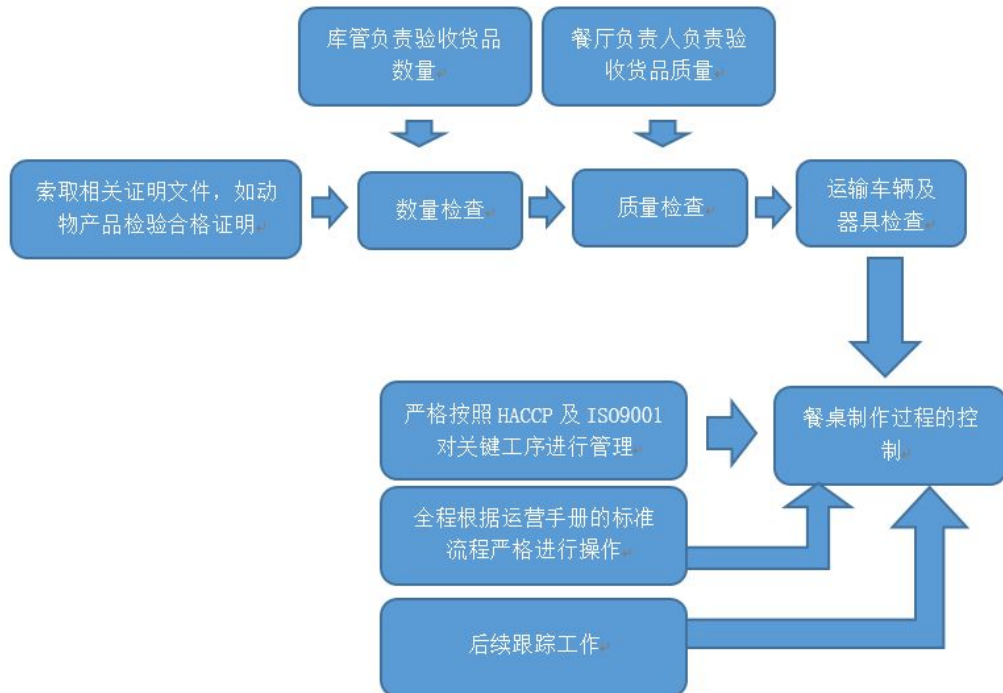 库管负责验收货品
数量
餐厅负责人负责验
收货品质量
索取相关证明文件，如动
物产品检验合格证明
数量检查
质量检查
运输车辆及
器具检查
严格按照 HACCP 及 ISO9001
对关键工序进行管理
餐桌制作过程的控
制
全程根据运营手册的标准
流程严格进行操作
后续跟踪工作